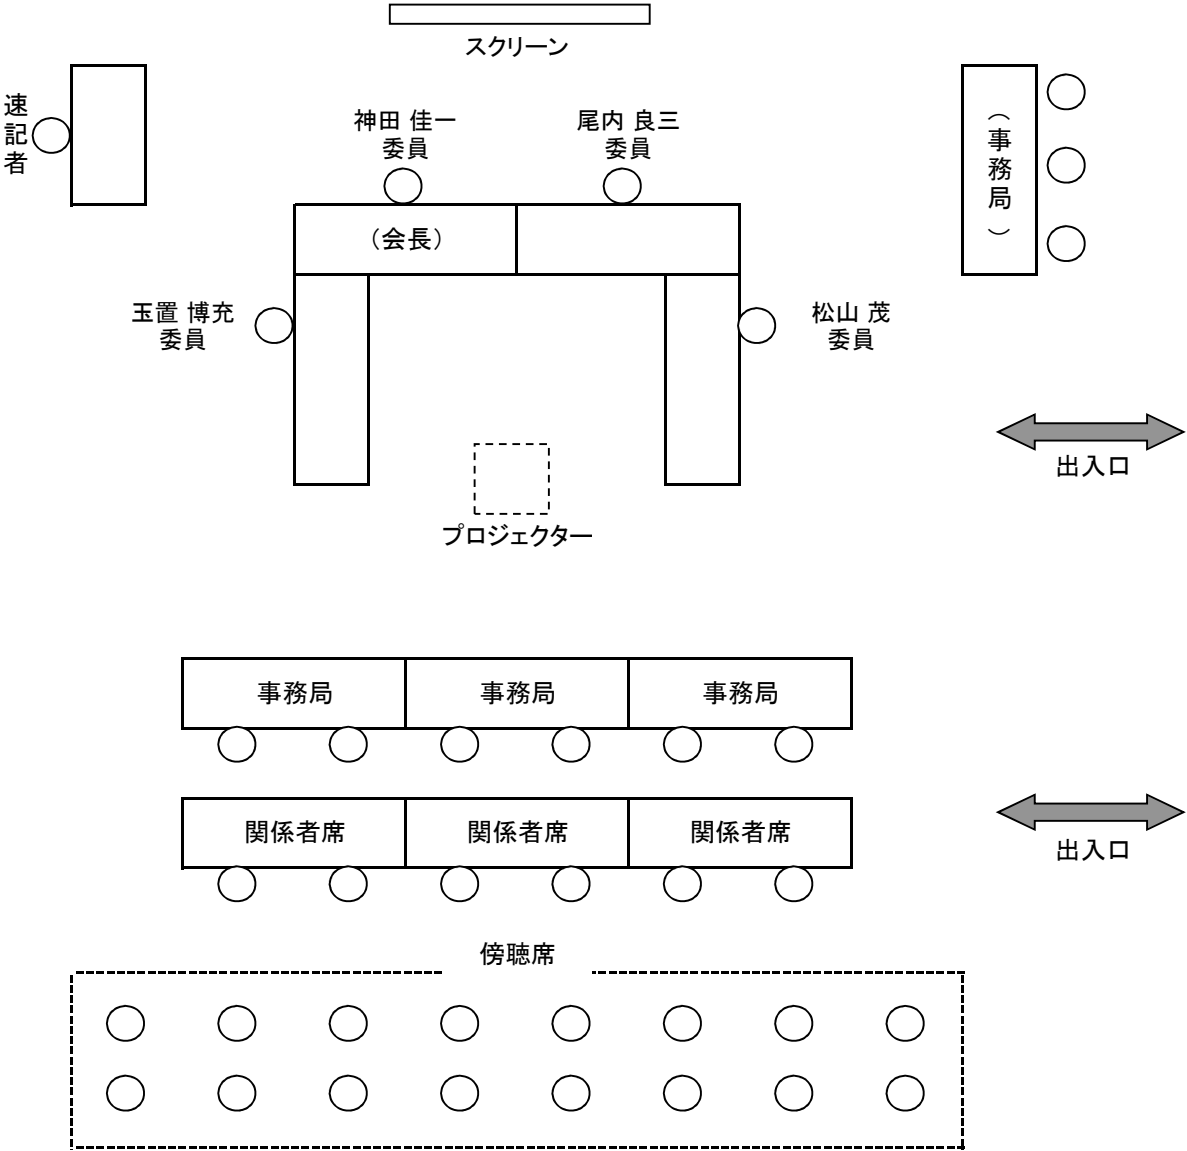 スクリーン
速記者
神田 佳一
委員
尾内 良三
委員
（事務局）
（会長）
玉置 博充
委員
松山 茂
委員
出入口
プロジェクター
事務局
事務局
事務局
関係者席
関係者席
関係者席
出入口
傍聴席